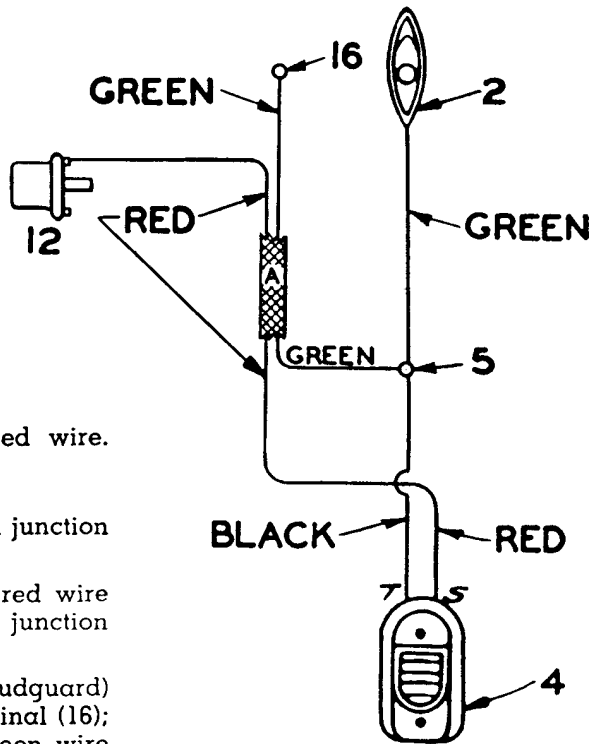 16
2
GREEN
RED
12
GREEN
A
GREEN
5
ed wire.
junction
BLACK
RED
red wire
junction
T S
udguard)
4
inal (16);